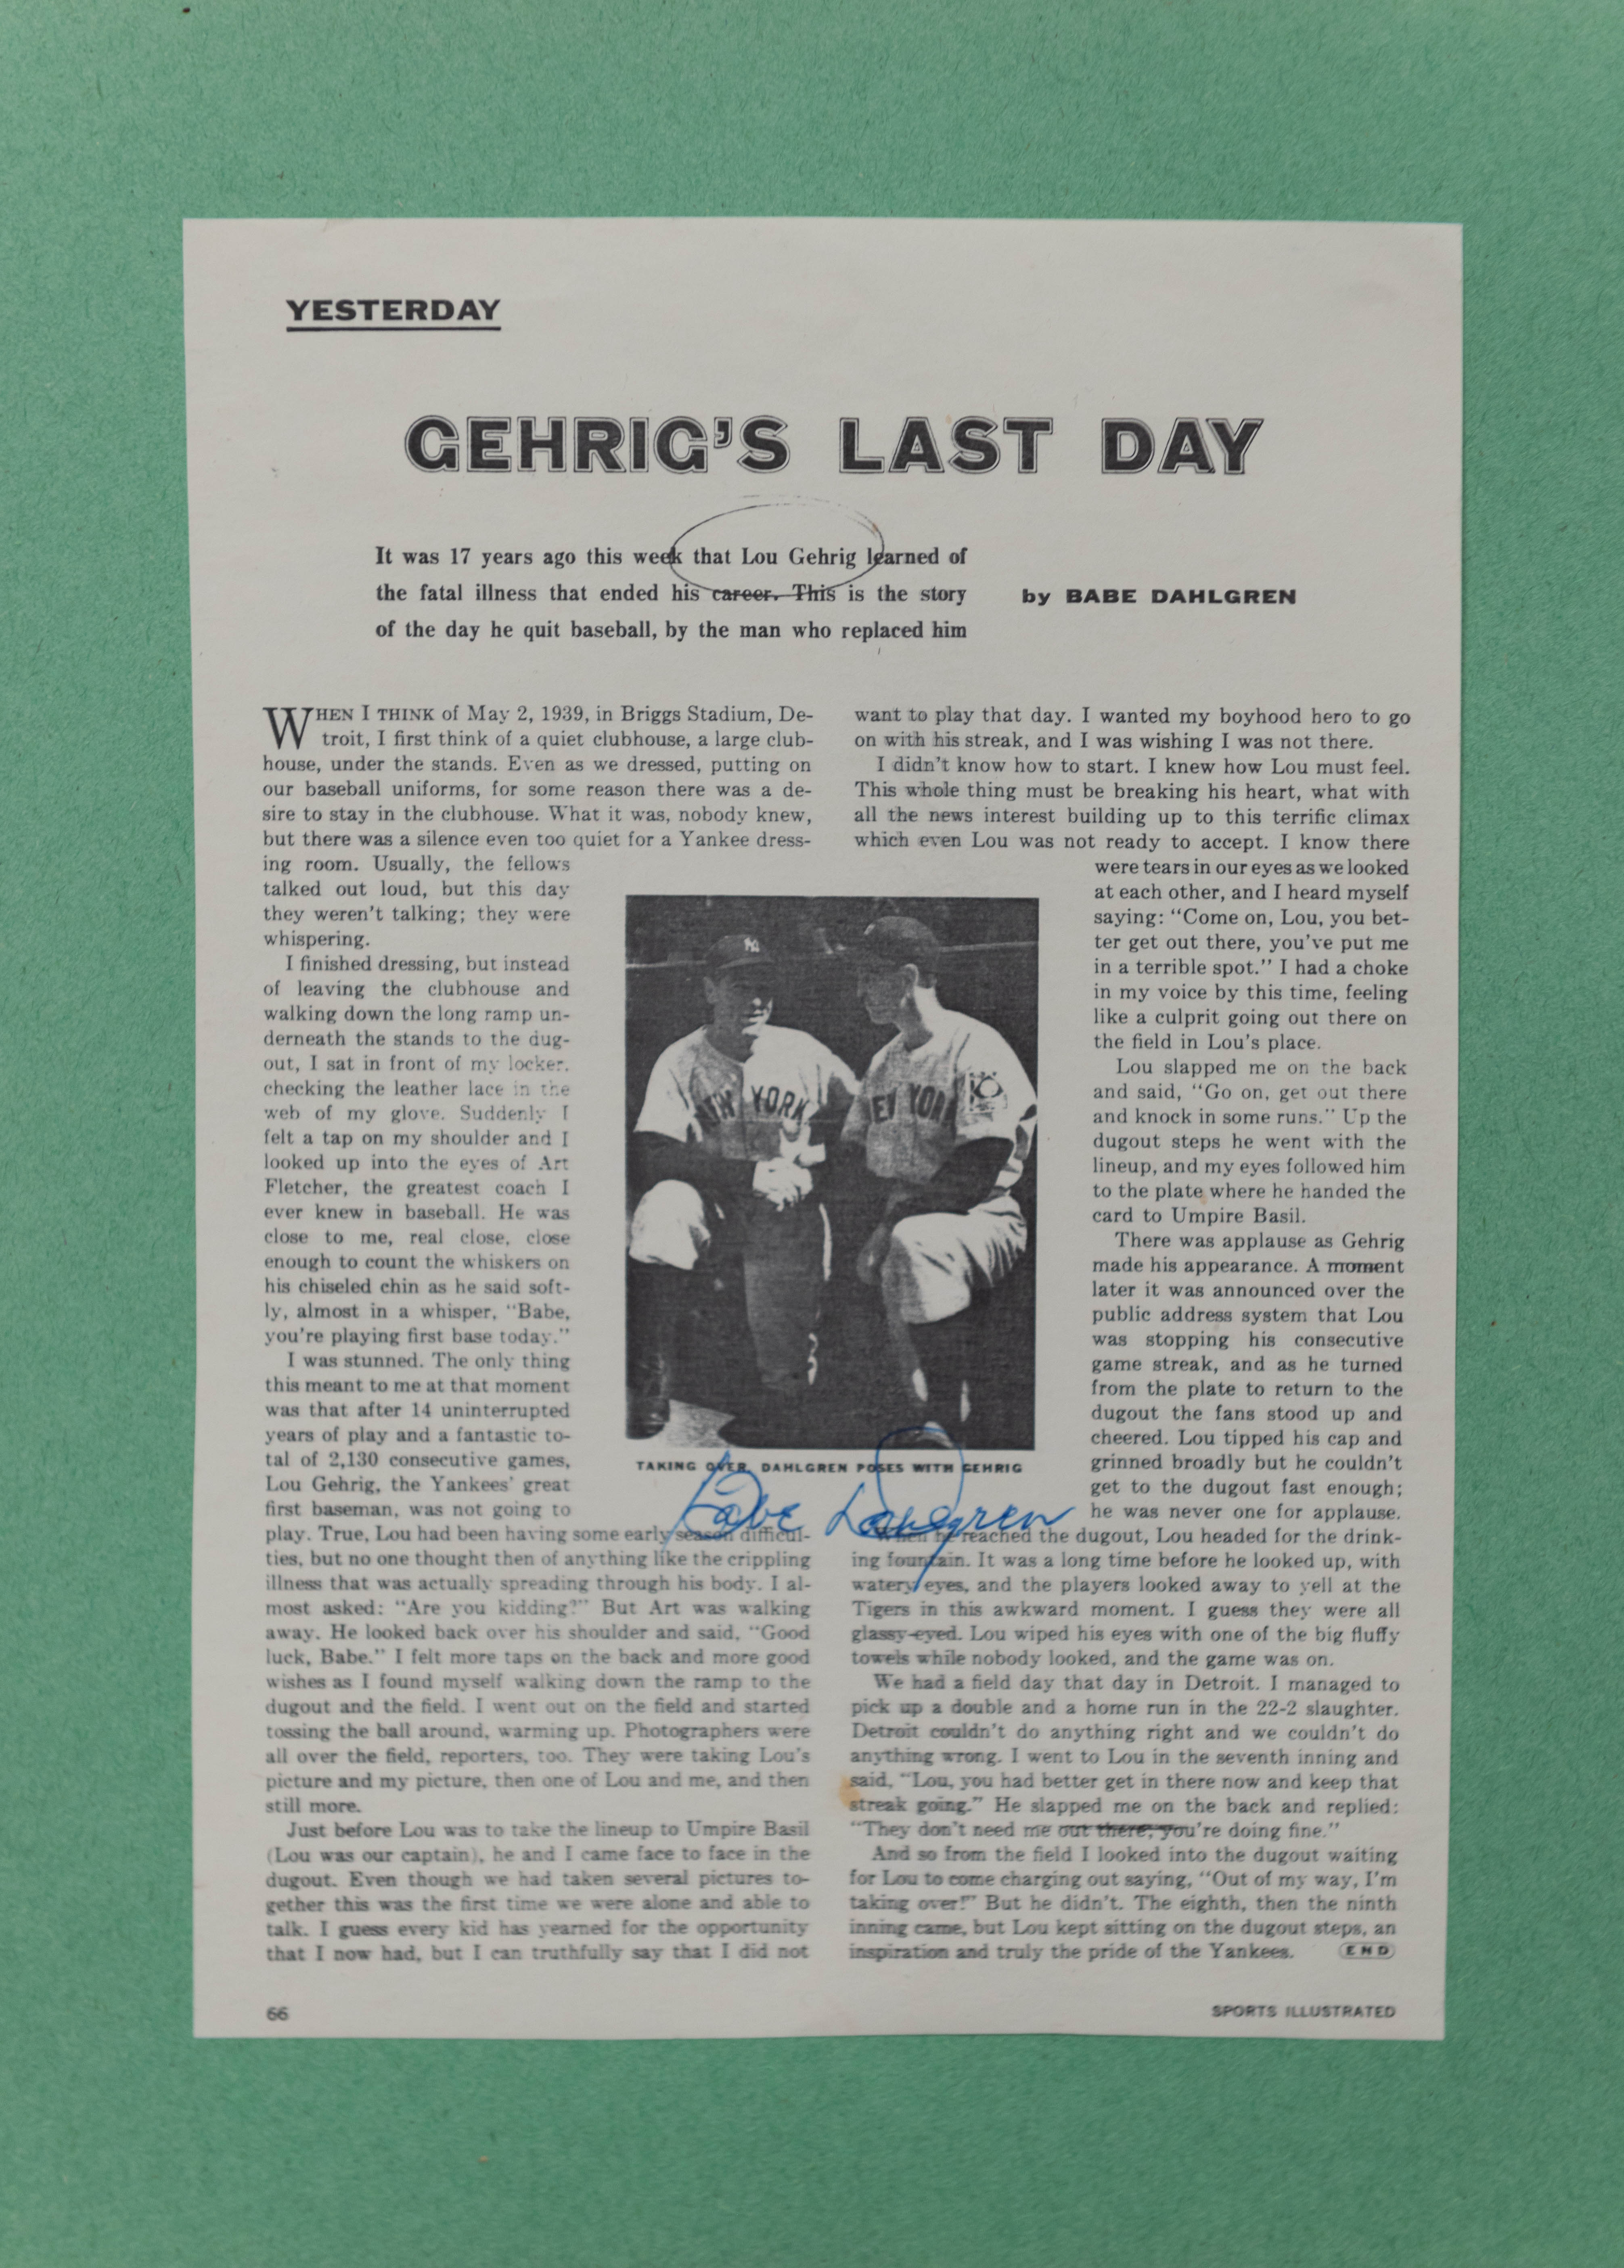 YESTERDAY
GEHRIG'S LAST DAY
It was 17 years ago this week that Lou Gehrig learned of
the fatal illness that ended his career. This is the story
of the day he quit baseball, by the man who replaced him
by BABE DAHLGREN
WHEN I THINK of May 2, 1939, in Briggs Stadium, De-
troit, I first think of a quiet clubhouse, a large club-
house, under the stands. Even as we dressed, putting on
our baseball uniforms, for some reason there was a de-
sire to stay in the clubhouse. What it was, nobody knew,
but there was a silence even too quiet for a Yankee dress-
ing room. Usually, the fellows
talked out loud, but this day
they weren't talking; they were
whispering.
I finished dressing, but instead
of leaving the clubhouse and
walking down the long ramp un-
derneath the stands to the dug-
out, I sat in front of my locker,
checking the leather lace in the
web of my glove. Suddenly I
felt a tap on my shoulder and I
looked up into the eyes of Art
Fletcher, the greatest coach I
ever knew in baseball. He was
close to me, real close, close
enough to count the whiskers on
his chiseled chin as he said soft-
ly, almost in a whisper, "Babe,
you're playing first base today."
I was stunned. The only thing
this meant to me at that moment
was that after 14 uninterrupted
years of play and a fantastic to-
tal of 2,130 consecutive games,
Lou Gehrig, the Yankees' great
first baseman, was not going to
play. True, Lou had been having some early season difficul-
ties, but no one thought then of anything like the crippling
illness that was actually spreading through his body. I al-
most asked: "Are you kidding?" But Art was walking
away. He looked back over his shoulder and said, "Good
luck, Babe." I felt more taps on the back and more good
wishes as I found myself walking down the ramp to the
dugout and the field. I went out on the field and started
tossing the ball around, warming up. Photographers were
all over the field, reporters, too. They were taking Lou's
picture and my picture, then one of Lou and me, and then
still more.
Just before Lou was to take the lineup to Umpire Basil
(Lou was our captain), he and I came face to face in the
dugout. Even though we had taken several pictures to-
gether this was the first time we were alone and able to
talk. I guess every kid has yearned for the opportunity
that I now had, but I can truthfully say that I did not
want to play that day. I wanted my boyhood hero to go
on with his streak, and I was wishing I was not there.
I didn't know how to start. I knew how Lou must feel.
This whole thing must be breaking his heart, what with
all the news interest building up to this terrific climax
which even Lou was not ready to accept. I know there
were tears in our eyes as we looked
at each other, and I heard myself
saying: "Come on, Lou, you bet-
ter get out there, you've put me
in a terrible spot." I had a choke
in my voice by this time, feeling
like a culprit going out there on
the field in Lou's place.
Lou slapped me on the back
and said, "Go on, get out there
and knock in some runs." Up the
dugout steps he went with the
lineup, and my eyes followed him
to the plate where he handed the
card to Umpire Basil.
There was applause as Gehrig
made his appearance. A moment
later it was announced over the
public address system that Lou
was stopping his consecutive
game streak, and as he turned
from the plate to return to the
dugout the fans stood up and
cheered. Lou tipped his cap and
grinned broadly but he couldn't
get to the dugout fast enough;
he was never one for applause.
When he reached the dugout, Lou headed for the drink-
ing fountain. It was a long time before he looked up, with
watery eyes, and the players looked away to yell at the
Tigers in this awkward moment. I guess they were all
glassy-eyed. Lou wiped his eyes with one of the big fluffy
towels while nobody looked, and the game was on.
We had a field day that day in Detroit. I managed to
pick up a double and a home run in the 22-2 slaughter.
Detroit couldn't do anything right and we couldn't do
anything wrong. I went to Lou in the seventh inning and
said, "Lou, you had better get in there now and keep that
streak going." He slapped me on the back and replied:
"They don't need me out there, you're doing fine."
And so from the field I looked into the dugout waiting
for Lou to come charging out saying, "Out of my way, I'm
taking over!" But he didn't. The eighth, then the ninth
inning came, but Lou kept sitting on the dugout steps, an
inspiration and truly the pride of the Yankees. END
NEW YORK
NEW YORK
TAKING OVER, DAHLGREN POSES WITH GEHRIG
Babe Dahlgren
66
SPORTS ILLUSTRATED